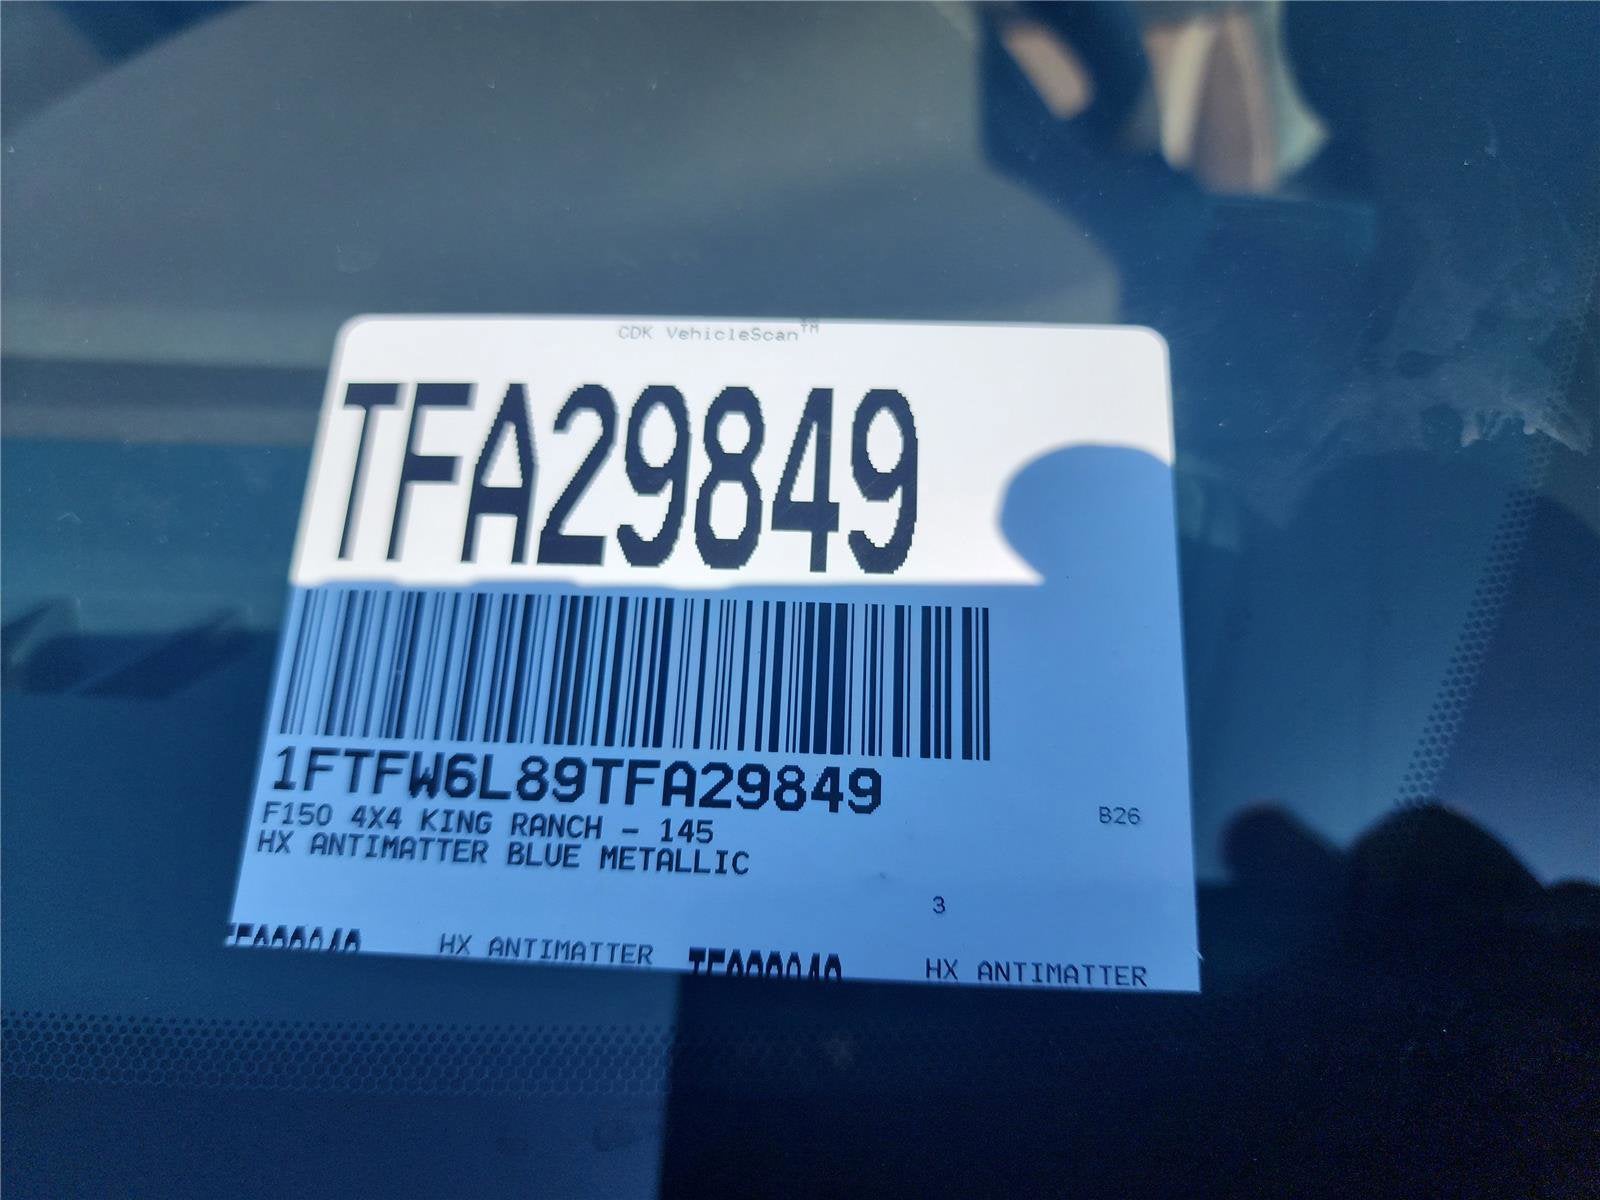 CDK VehicleScan™
TFA29849
1FTFW6L89TFA29849
F150 4X4 KING RANCH - 145
B26
HX ANTIMATTER BLUE METALLIC
3
HX ANTIMATTER
HX ANTIMATTER